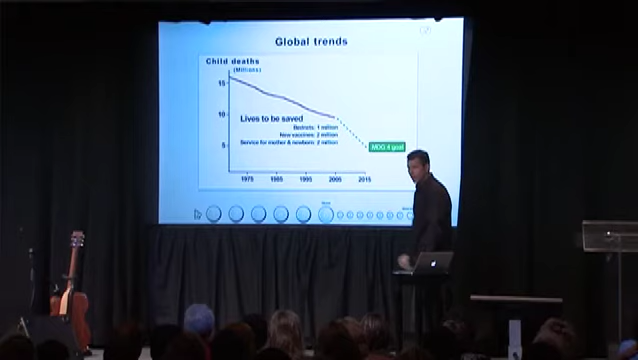 Global trends
Child deaths
(Millions)
15
10
5
Lives to be saved
Bednets: 1 million
New vaccines: 2 million
Service for mother & newborn: 2 million
MDG 4 goal
1975 1985 1995 2005 2015